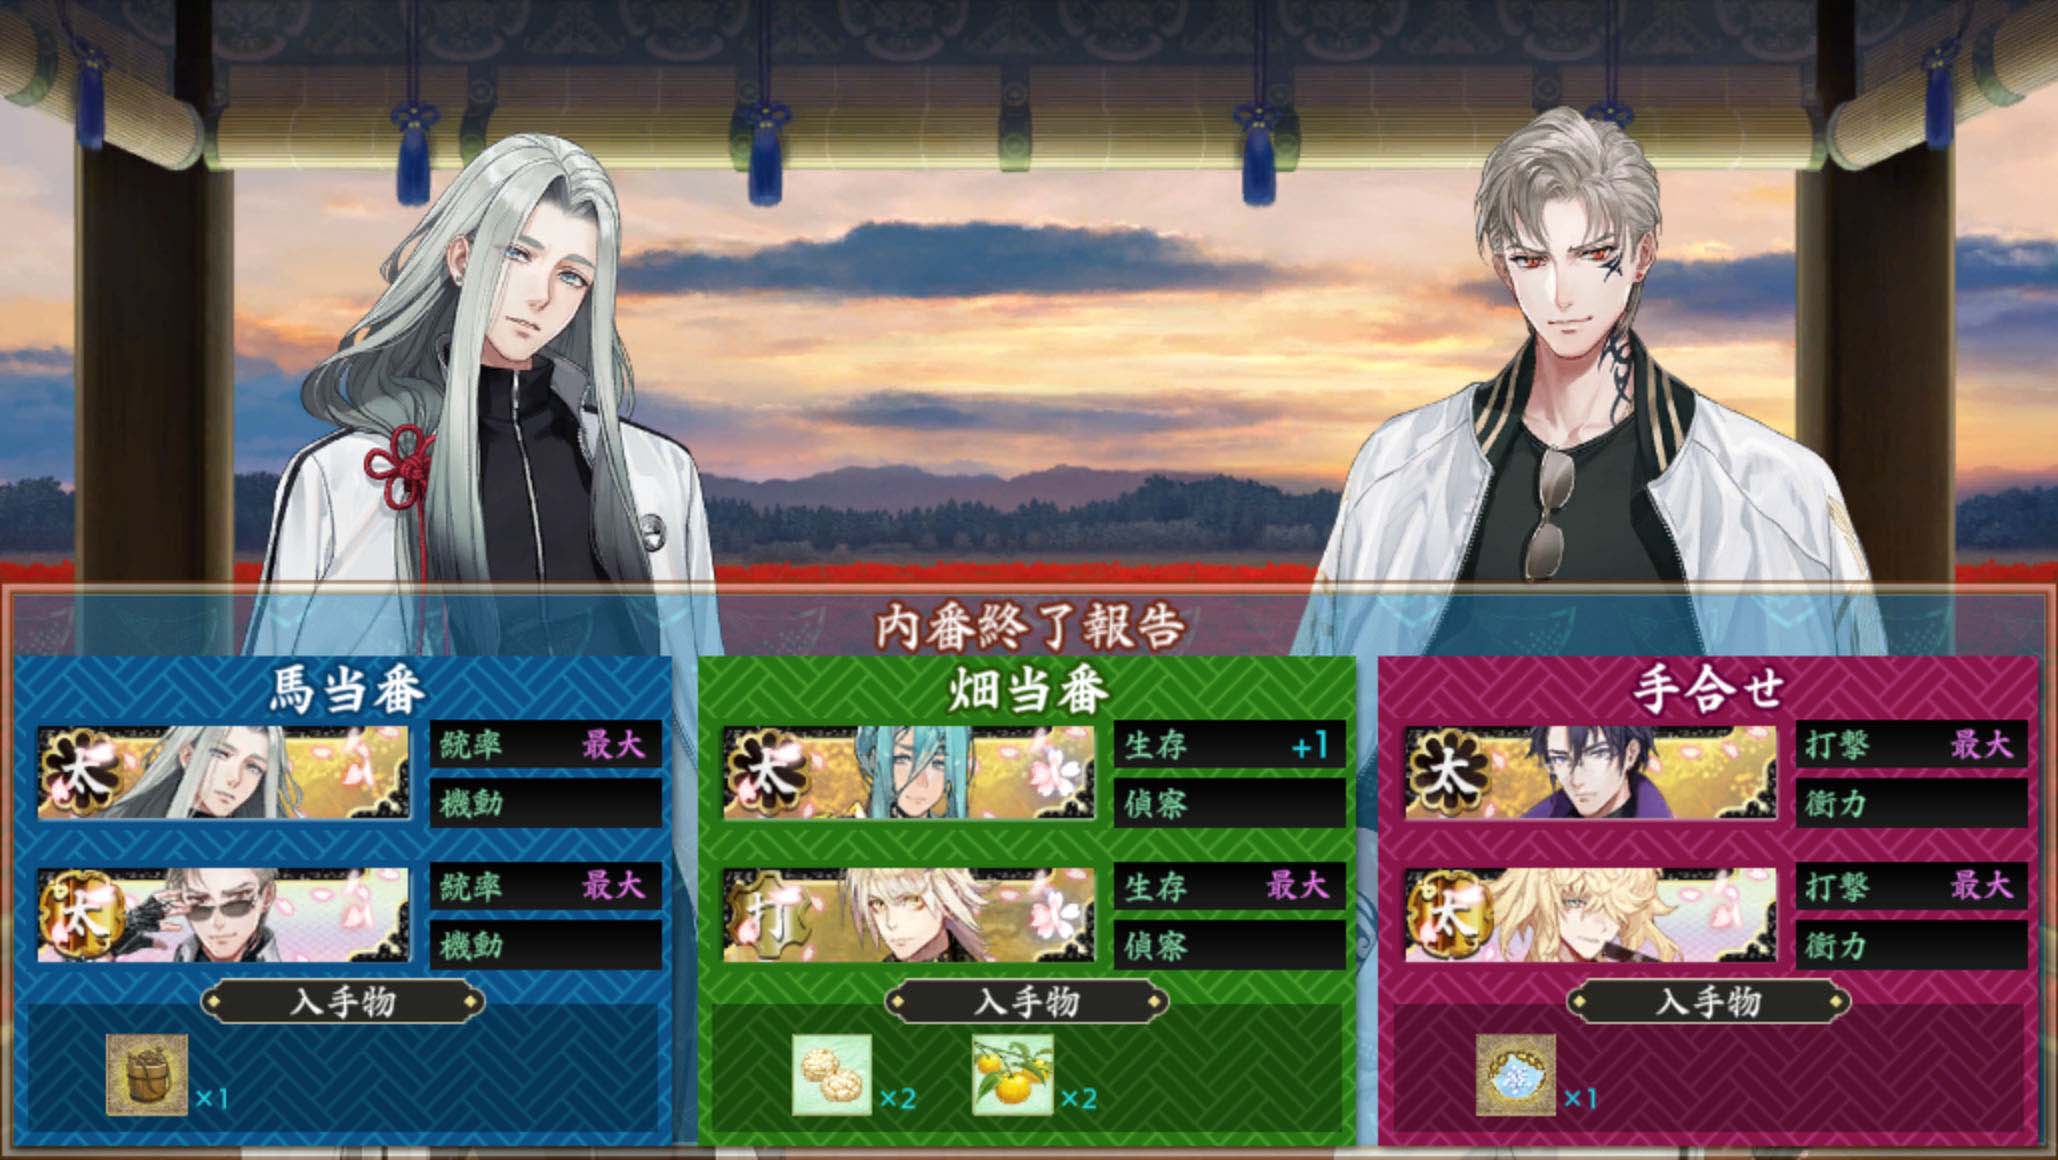 内番終了報告
馬当番
太
統率 最大
機動
太
統率 最大
機動
入手物
×1
畑当番
太
生存 +1
偵察
打
生存 最大
偵察
入手物
×2
×2
手合せ
太
打撃 最大
衝力
太
打撃 最大
衝力
入手物
×1